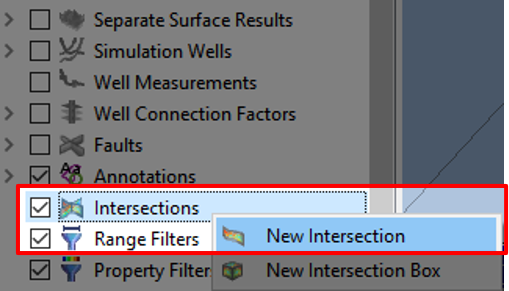 Separate Surface Results
Simulation Wells
Well Measurements
Well Connection Factors
Faults
Annotations
Intersections
Range Filters
New Intersection
Property Filter
New Intersection Box